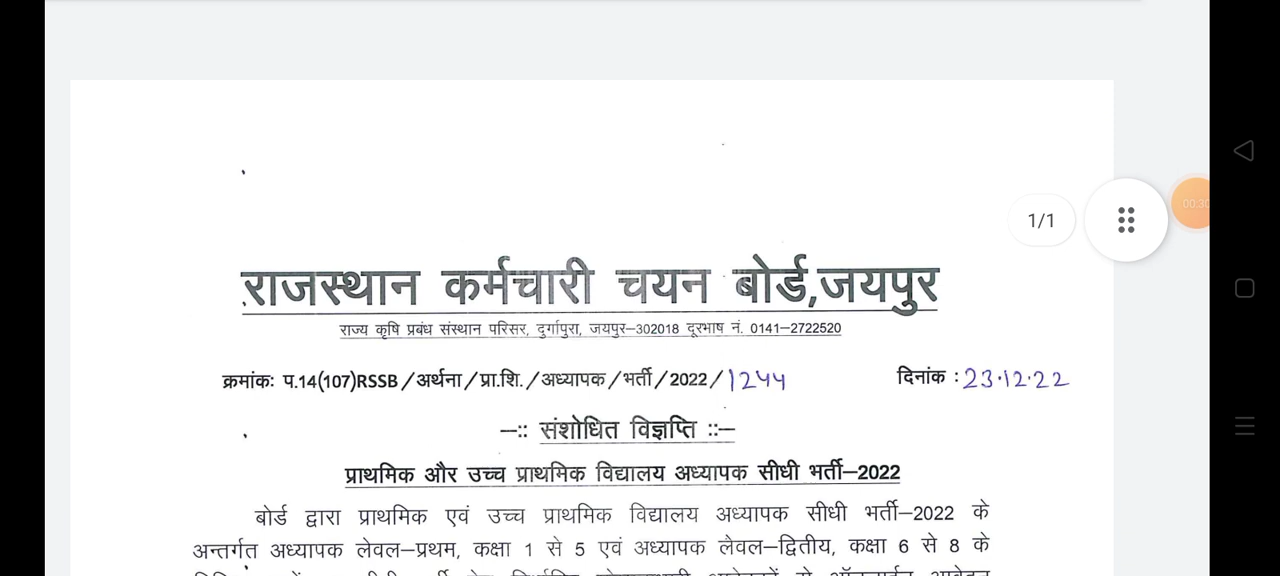 राजस्थान कर्मचारी चयन बोर्ड,जयपुर
राज्य कृषि प्रबंध संस्थान परिसर, दुर्गापुरा, जयपुर–302018 दूरभाष नं. 0141–2722520
क्रमांकः प.14(107)RSSB/अर्थना/प्रा.शि./अध्यापक/भर्ती/2022/1244 दिनांक : 23.12.22
–:: संशोधित विज्ञप्ति ::–
प्राथमिक और उच्च प्राथमिक विद्यालय अध्यापक सीधी भर्ती–2022
बोर्ड द्वारा प्राथमिक एवं उच्च प्राथमिक विद्यालय अध्यापक सीधी भर्ती–2022 के
अन्तर्गत अध्यापक लेवल–प्रथम, कक्षा 1 से 5 एवं अध्यापक लेवल–द्वितीय, कक्षा 6 से 8 के
1/1
00:30